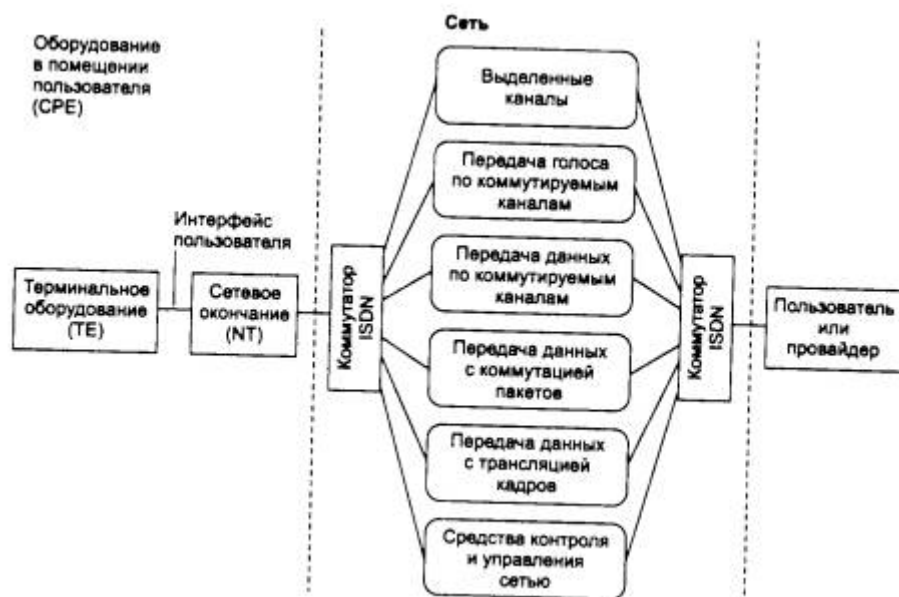 Оборудование
в помещении
пользователя
(CPE)
Интерфейс
пользователя
Терминальное
оборудование
(TE)
Сетевое
окончание
(NT)
Коммутатор
ISDN
Сеть
Выделенные
каналы
Передача голоса
по коммутируемым
каналам
Передача данных
по коммутируемым
каналам
Передача данных
с коммутацией
пакетов
Передача данных
с трансляцией
кадров
Средства контроля
и управления
сетью
Коммутатор
ISDN
Пользователь
или
провайдер